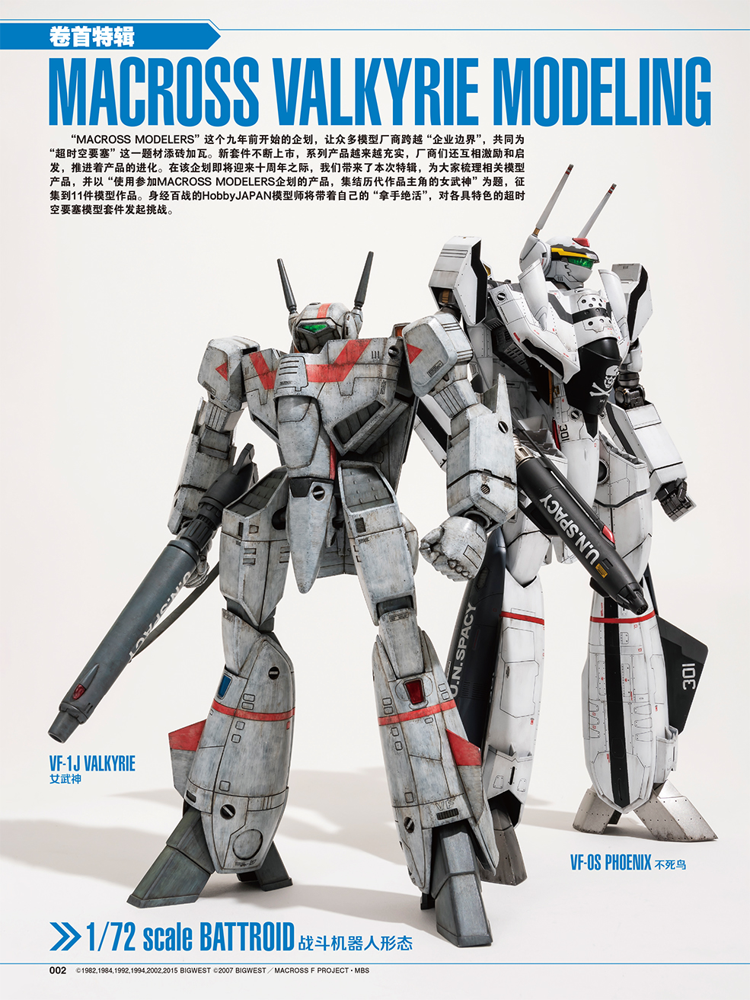 卷首特辑
MACROSS VALKYRIE MODELING
“MACROSS MODELERS”这个九年前开始的企划，让众多模型厂商跨越“企业边界”，共同为
“超时空要塞”这一题材添砖加瓦。新套件不断上市，系列产品越来越充实，厂商们还互相激励和启
发，推进着产品的进化。在该企划即将迎来十周年之际，我们带来了本次特辑，为大家梳理相关模型
产品，并以“使用参加MACROSS MODELERS企划的产品，集结历代作品主角的女武神”为题，征
集到11件模型作品。身经百战的HobbyJAPAN模型师将带着自己的“拿手绝活”，对各具特色的超时
空要塞模型套件发起挑战。
301
U.N.SPACY
U.N.SPACY
U.N.SPACY
301
VF
VF-1J VALKYRIE
女武神
VF-0S PHOENIX 不死鸟
1/72 scale BATTROID 战斗机器人形态
002 ©1982,1984,1992,1994,2002,2015 BIGWEST ©2007 BIGWEST／MACROSS F PROJECT・MBS